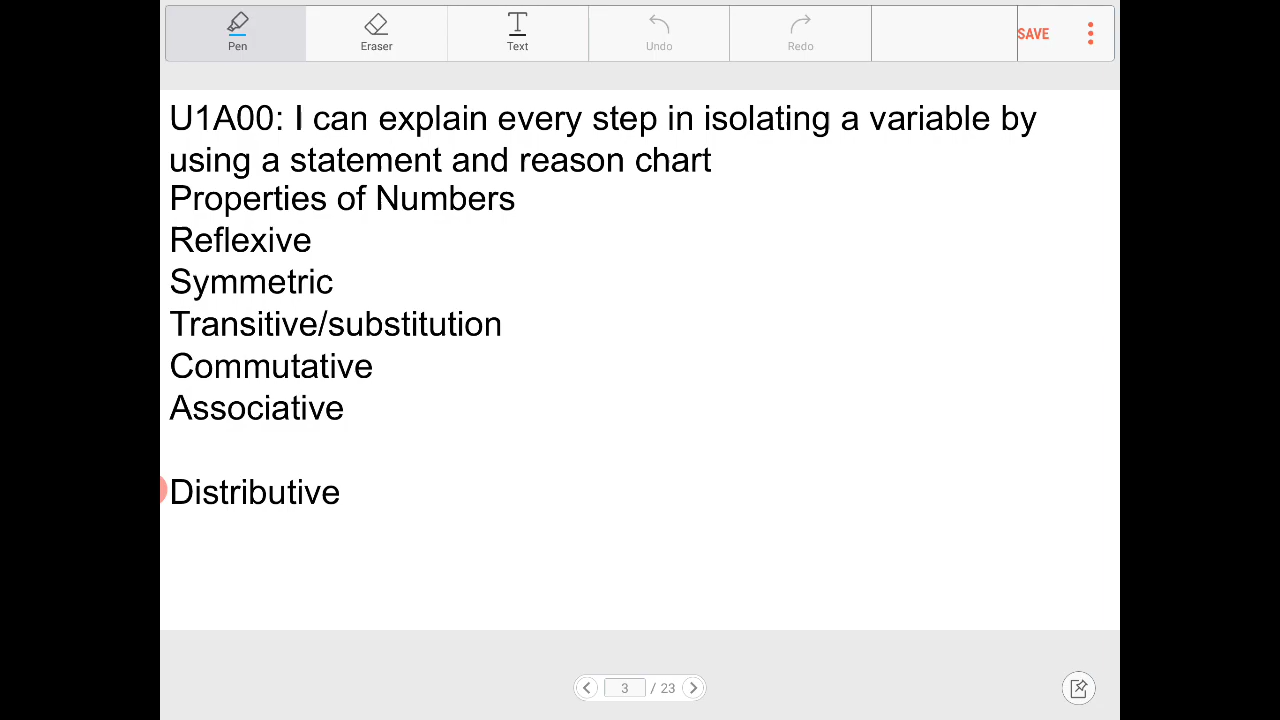 Pen
Eraser
Text
Undo
Redo
SAVE
U1A00: I can explain every step in isolating a variable by
using a statement and reason chart
Properties of Numbers
Reflexive
Symmetric
Transitive/substitution
Commutative
Associative
Distributive
3 / 23